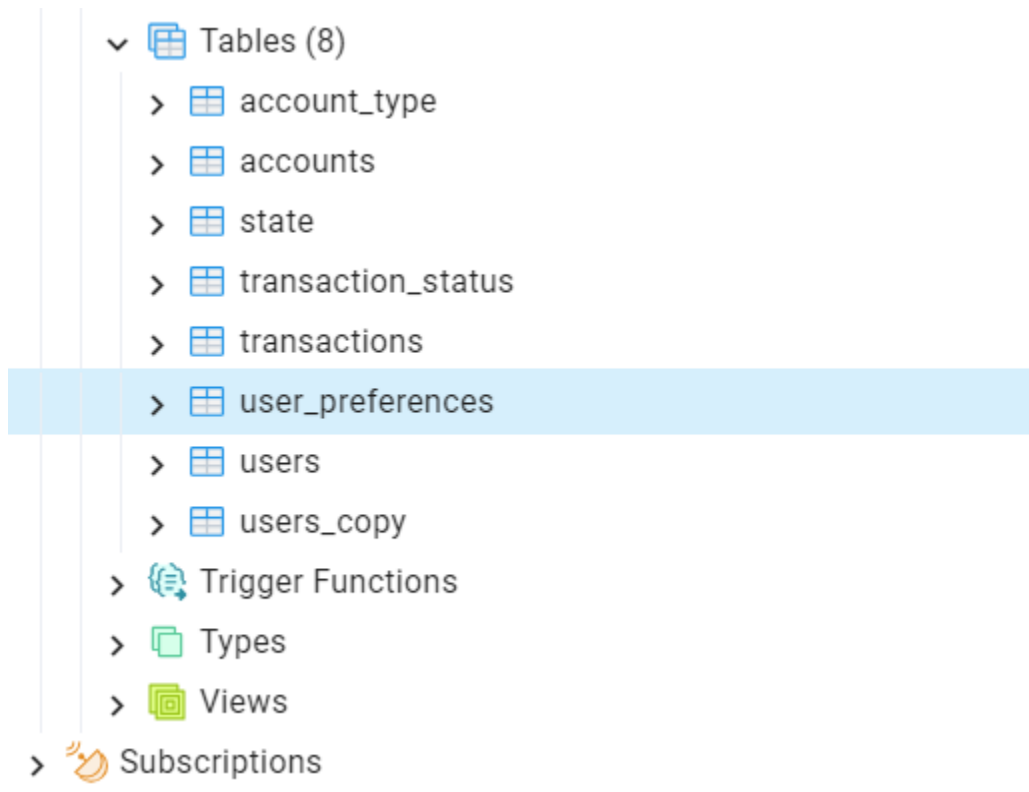 Tables (8)
account_type
accounts
state
transaction_status
transactions
user_preferences
users
users_copy
Trigger Functions
Types
Views
Subscriptions